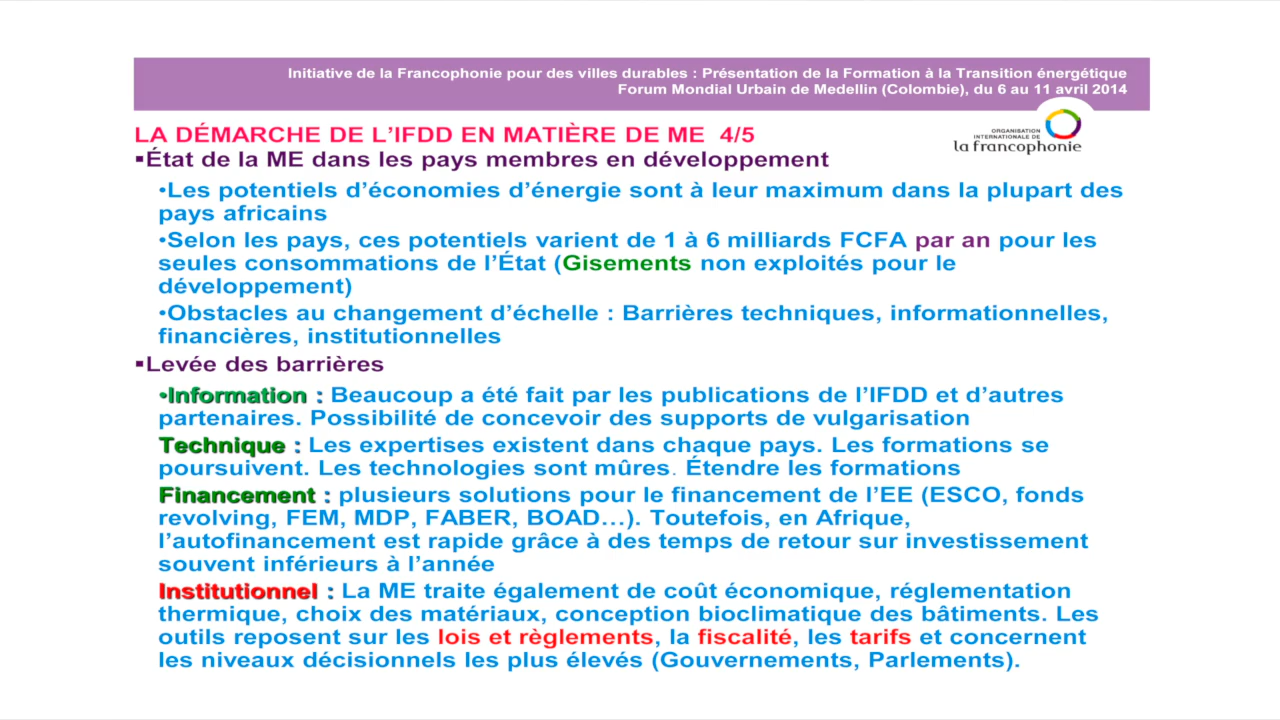 Initiative de la Francophonie pour des villes durables : Présentation de la Formation à la Transition énergétique
Forum Mondial Urbain de Medellin (Colombie), du 6 au 11 avril 2014
ORGANISATION
INTERNATIONALE DE
la francophonie
LA DÉMARCHE DE L’IFDD EN MATIÈRE DE ME 4/5
▪État de la ME dans les pays membres en développement
•Les potentiels d’économies d’énergie sont à leur maximum dans la plupart des
pays africains
•Selon les pays, ces potentiels varient de 1 à 6 milliards FCFA par an pour les
seules consommations de l’État (Gisements non exploités pour le
développement)
•Obstacles au changement d’échelle : Barrières techniques, informationnelles,
financières, institutionnelles
▪Levée des barrières
•Information : Beaucoup a été fait par les publications de l’IFDD et d’autres
partenaires. Possibilité de concevoir des supports de vulgarisation
Technique : Les expertises existent dans chaque pays. Les formations se
poursuivent. Les technologies sont mûres. Étendre les formations
Financement : plusieurs solutions pour le financement de l’EE (ESCO, fonds
revolving, FEM, MDP, FABER, BOAD…). Toutefois, en Afrique,
l’autofinancement est rapide grâce à des temps de retour sur investissement
souvent inférieurs à l’année
Institutionnel : La ME traite également de coût économique, réglementation
thermique, choix des matériaux, conception bioclimatique des bâtiments. Les
outils reposent sur les lois et règlements, la fiscalité, les tarifs et concernent
les niveaux décisionnels les plus élevés (Gouvernements, Parlements).